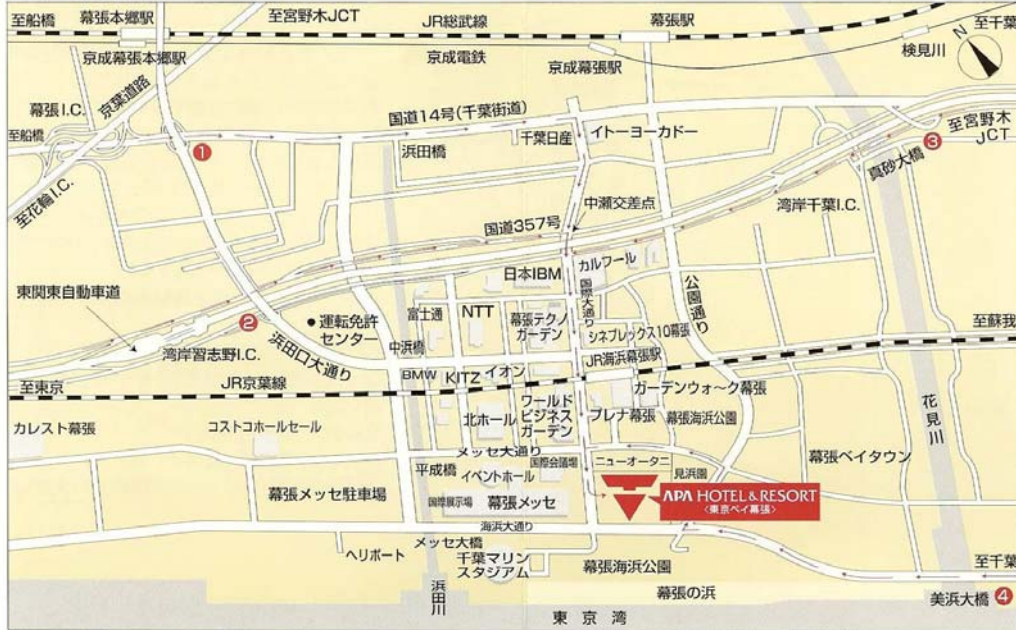 至船橋
幕張本郷駅
JR総武線
幕張駅
至千葉
京成幕張本郷駅
京成電鉄
京成幕張駅
検見川
N
幕張I.C.
京葉道路
国道14号(千葉街道)
至船橋
1
浜田橋
千葉日産
イトーヨーカドー
3
至宮野木
JCT
真砂大橋
至花輪I.C.
至宮野木JCT
中瀬交差点
湾岸千葉I.C.
国道357号
日本IBM
カルフール
国際大通り
公園通り
東関東自動車道
2
運転免許
センター
富士通
NTT
幕張テクノ
ガーデン
シネプレックス10幕張
至蘇我
湾岸習志野I.C.
浜田口大通り
中浜橋
JR海浜幕張駅
至東京
JR京葉線
BMW
KITZ
イオン
ガーデンウォーク幕張
ワールド
ビジネス
ガーデン
プレナ幕張
幕張海浜公園
花見川
カレスト幕張
コストコホールセール
北ホール
メッセ大通り
幕張ベイタウン
平成橋
イベントホール
国際会議場
ニューオータニ
見浜園
幕張メッセ駐車場
国際展示場
幕張メッセ
APA HOTEL&RESORT
〈東京ベイ幕張〉
海浜大通り
ヘリポート
メッセ大橋
千葉マリン
スタジアム
幕張海浜公園
至千葉
浜田川
幕張の浜
美浜大橋
4
東京湾